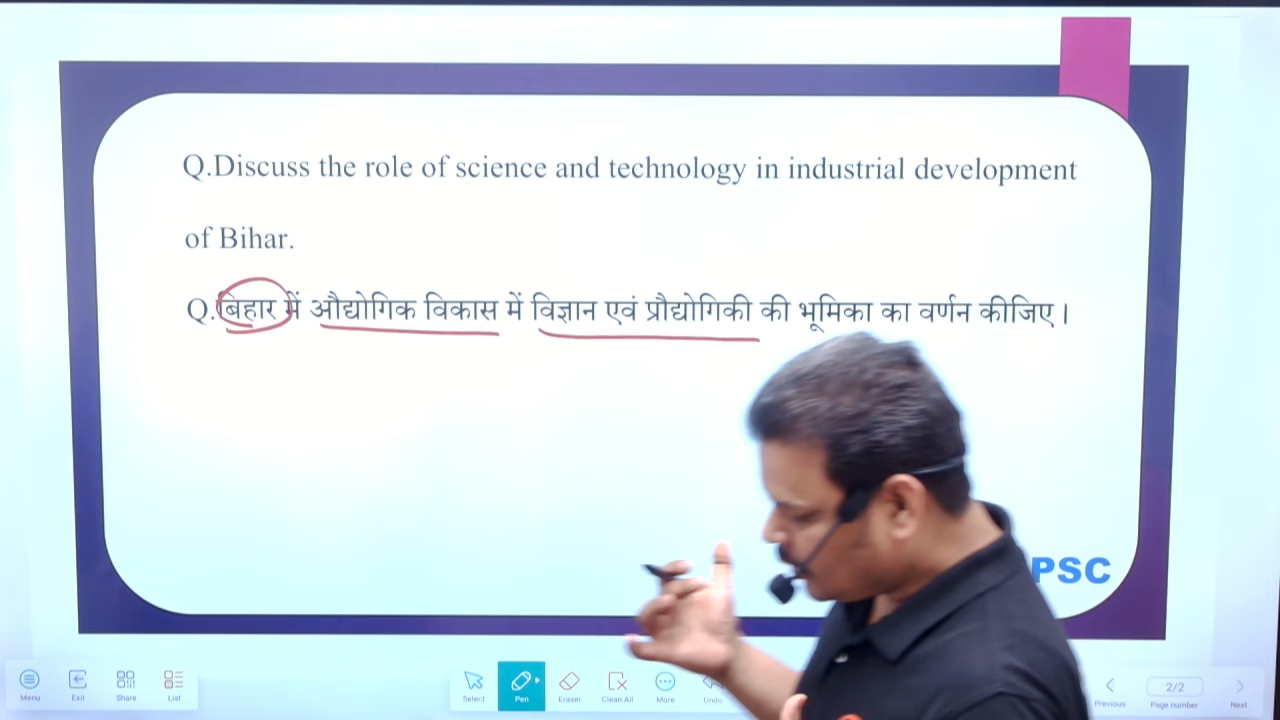 Q.Discuss the role of science and technology in industrial development
of Bihar.
Q.बिहार में औद्योगिक विकास में विज्ञान एवं प्रौद्योगिकी की भूमिका का वर्णन कीजिए।
PSC
Menu Exit Share List Select Pen Eraser Clean All More Undo Previous 2/2 Page number Next